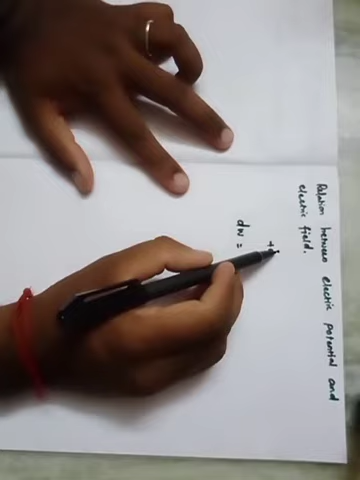 Relation between electric potential and
electric field.
dW =